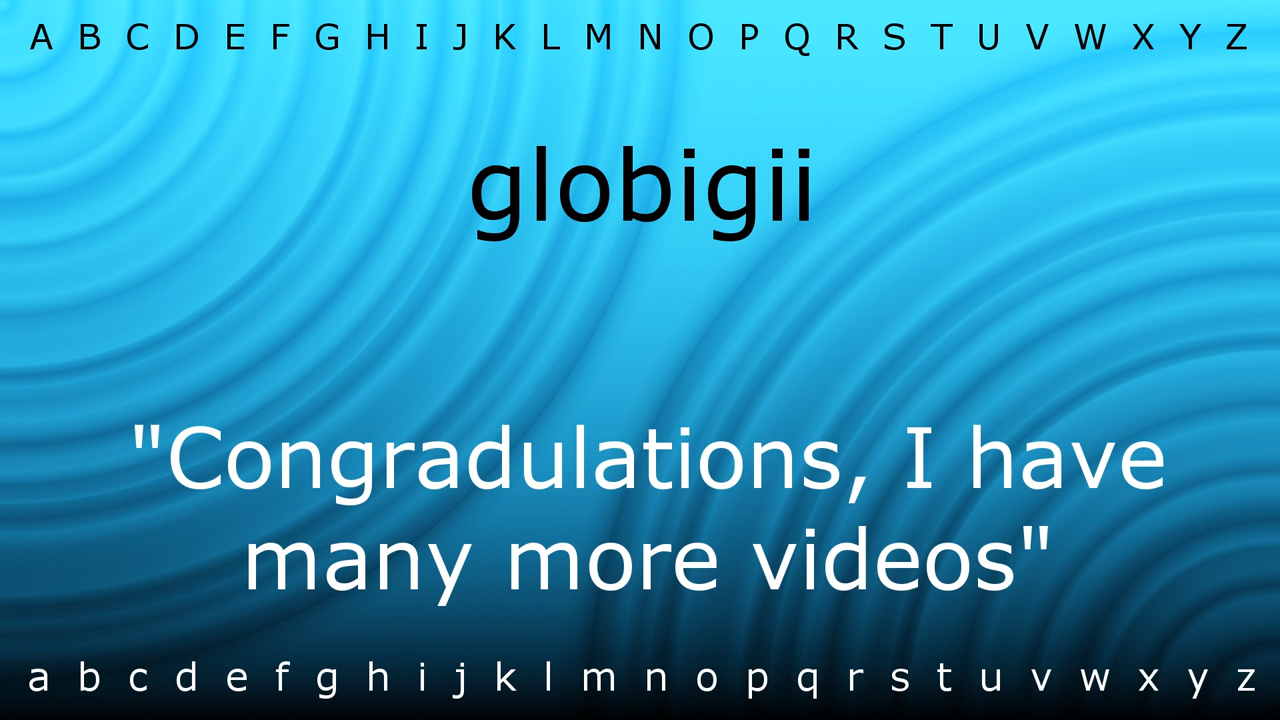 A B C D E F G H I J K L M N O P Q R S T U V W X Y Z
globigii
"Congradulations, I have
many more videos"
a b c d e f g h i j k l m n o p q r s t u v w x y z